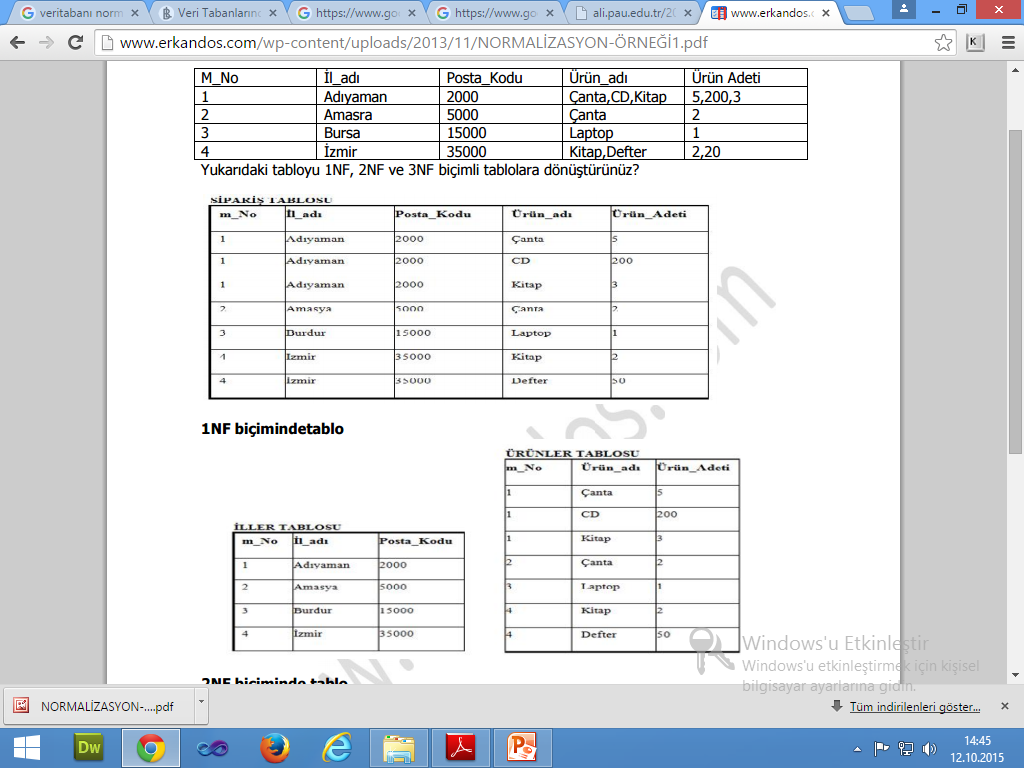 veritabanı norm
Veri Tabanların
https://www.goo
https://www.go
ali.pau.edu.tr/20
www.erkandos.c
www.erkandos.com/wp-content/uploads/2013/11/NORMALİZASYON-ÖRNEĞİ1.pdf
M_No İl_adı Posta_Kodu Ürün_adı Ürün Adeti
1 Adıyaman 2000 Çanta,CD,Kitap 5,200,3
2 Amasra 5000 Çanta 2
3 Bursa 15000 Laptop 1
4 İzmir 35000 Kitap,Defter 2,20
Yukarıdaki tabloyu 1NF, 2NF ve 3NF biçimli tablolara dönüştürünüz?
SİPARİŞ TABLOSU
m_No İl_adı Posta_Kodu Ürün_adı Ürün_Adeti
1 Adıyaman 2000 Çanta 5
1 Adıyaman 2000 CD 200
1 Adıyaman 2000 Kitap 3
2 Amasya 5000 Çanta 2
3 Burdur 15000 Laptop 1
4 İzmir 35000 Kitap 2
4 İzmir 35000 Defter 50
1NF biçimindetablo
ÜRÜNLER TABLOSU
m_No Ürün_adı Ürün_Adeti
1 Çanta 5
1 CD 200
1 Kitap 3
2 Çanta 2
3 Laptop 1
4 Kitap 2
4 Defter 50
İLLER TABLOSU
m_No İl_adı Posta_Kodu
1 Adıyaman 2000
2 Amasya 5000
3 Burdur 15000
4 İzmir 35000
2NF biçiminde tablo
Windows'u Etkinleştir
Windows'u etkinleştirmek için kişisel
bilgisayar ayarlarına gidin.
NORMALİZASYON-....pdf
Tüm indirilenleri göster...
Dw
14:45
12.10.2015